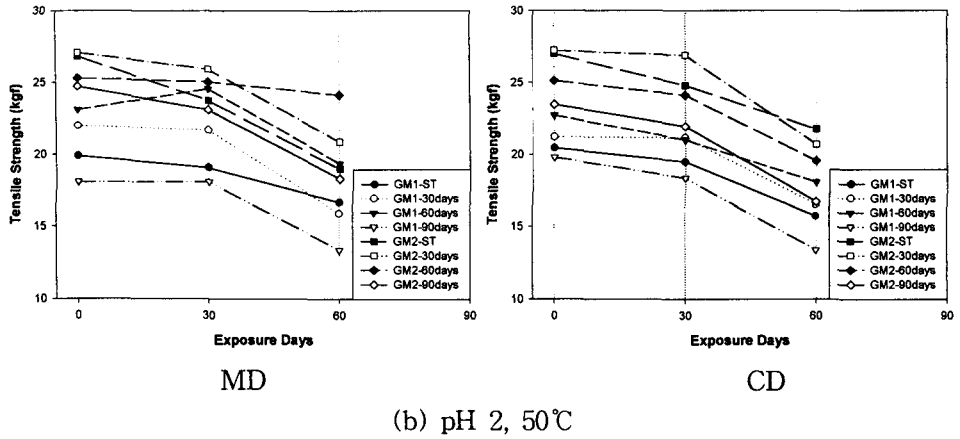 Tensile Strength (kgf)
30
25
20
15
10
0
30
60
90
Exposure Days
GM1-ST
GM1-30days
GM1-60days
GM1-90days
GM2-ST
GM2-30days
GM2-60days
GM2-90days
MD
Tensile Strength (kgf)
30
25
20
15
10
0
30
60
90
Exposure Days
GM1-ST
GM1-30days
GM1-60days
GM1-90days
GM2-ST
GM2-30days
GM2-60days
GM2-90days
CD
(b) pH 2, 50℃